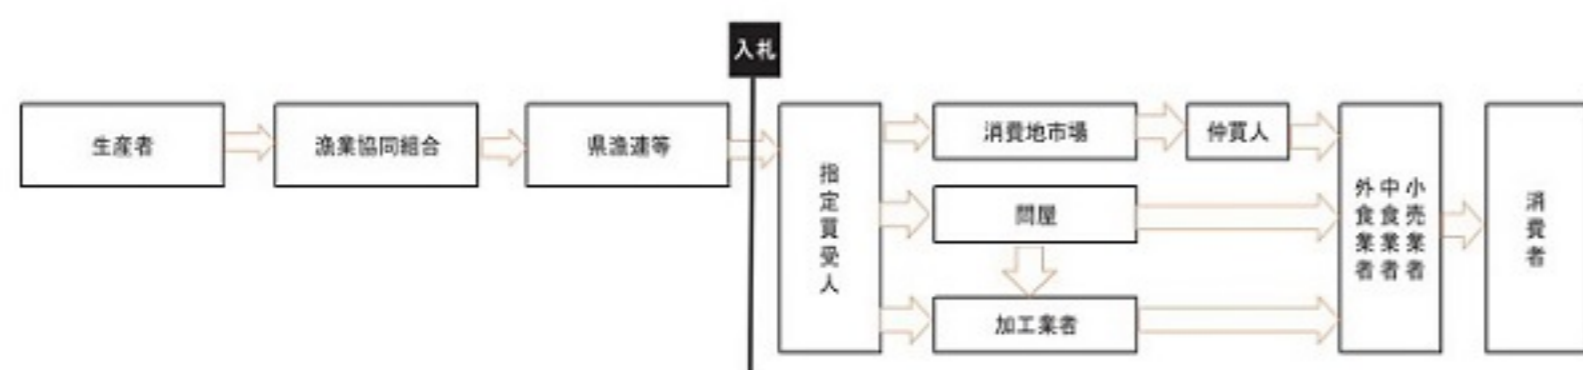 入札
生産者
漁業協同組合
県漁連等
指定買受人
消費地市場
仲買人
問屋
加工業者
小売業者
中食業者
外食業者
消費者